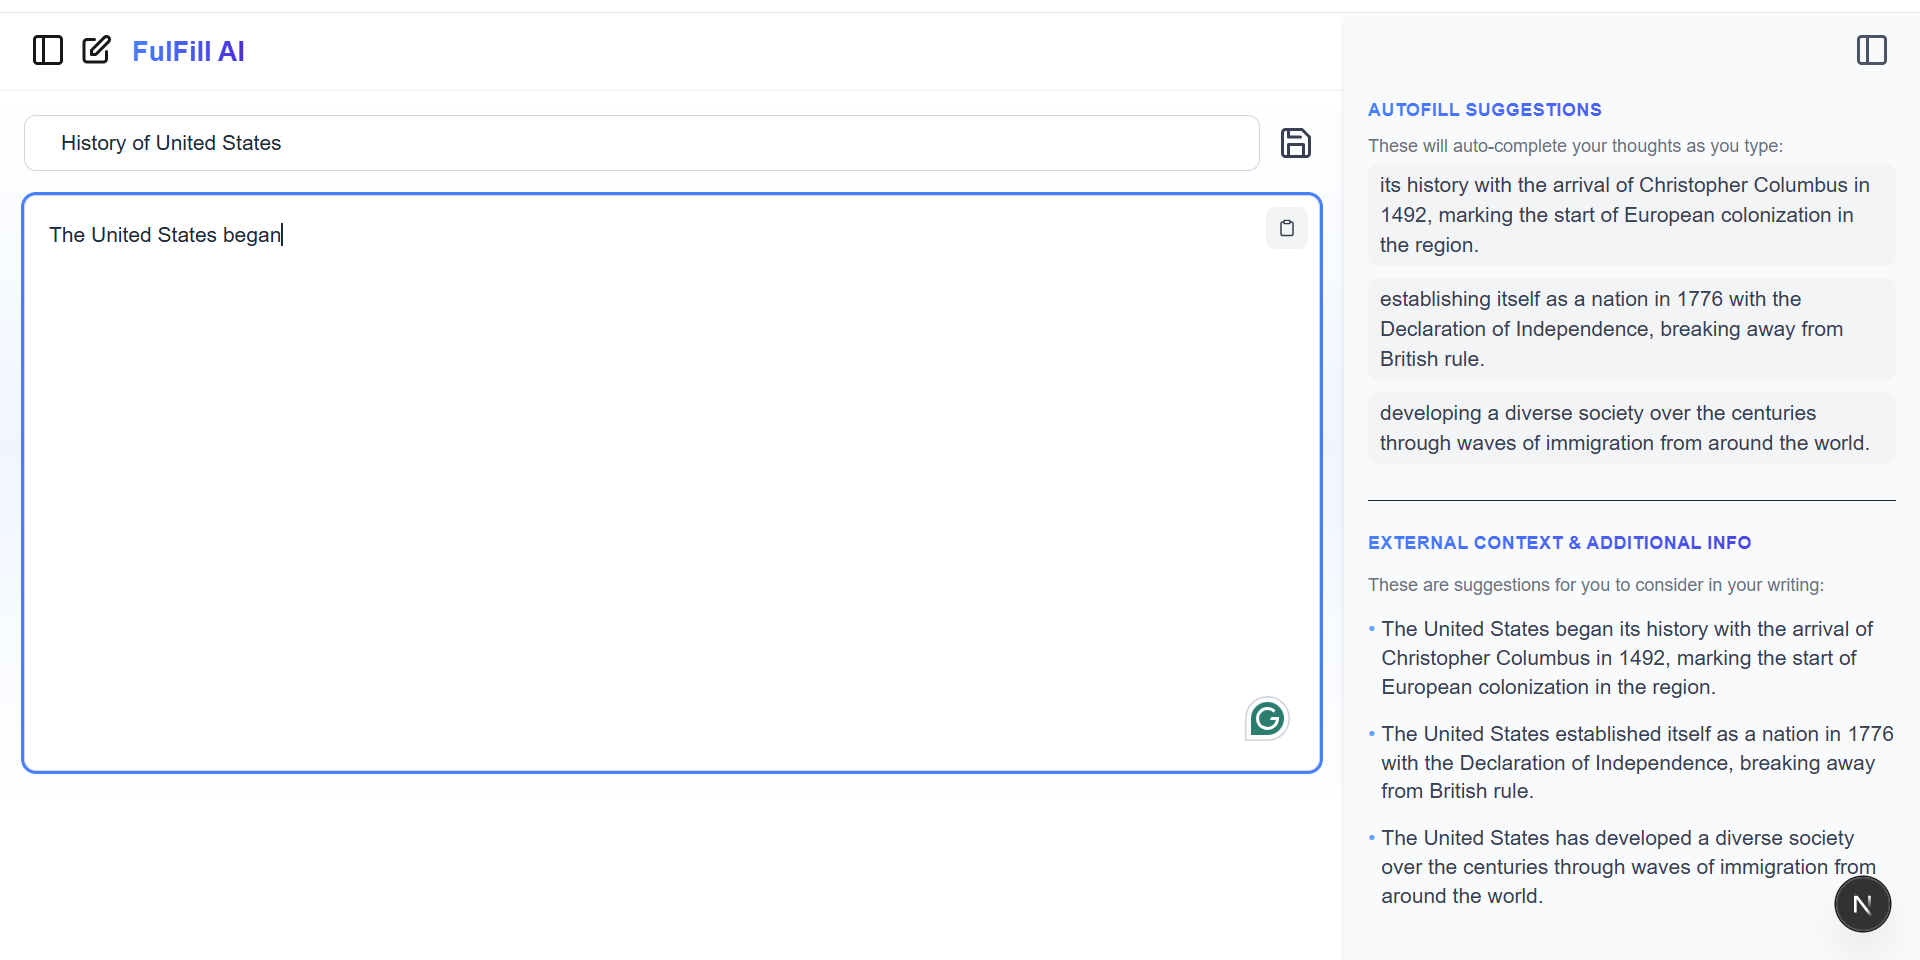 FulFill AI
History of United States
The United States began
AUTOFILL SUGGESTIONS
These will auto-complete your thoughts as you type:
its history with the arrival of Christopher Columbus in
1492, marking the start of European colonization in
the region.
establishing itself as a nation in 1776 with the
Declaration of Independence, breaking away from
British rule.
developing a diverse society over the centuries
through waves of immigration from around the world.
EXTERNAL CONTEXT & ADDITIONAL INFO
These are suggestions for you to consider in your writing:
• The United States began its history with the arrival of
Christopher Columbus in 1492, marking the start of
European colonization in the region.
• The United States established itself as a nation in 1776
with the Declaration of Independence, breaking away
from British rule.
• The United States has developed a diverse society
over the centuries through waves of immigration from
around the world.
G
N